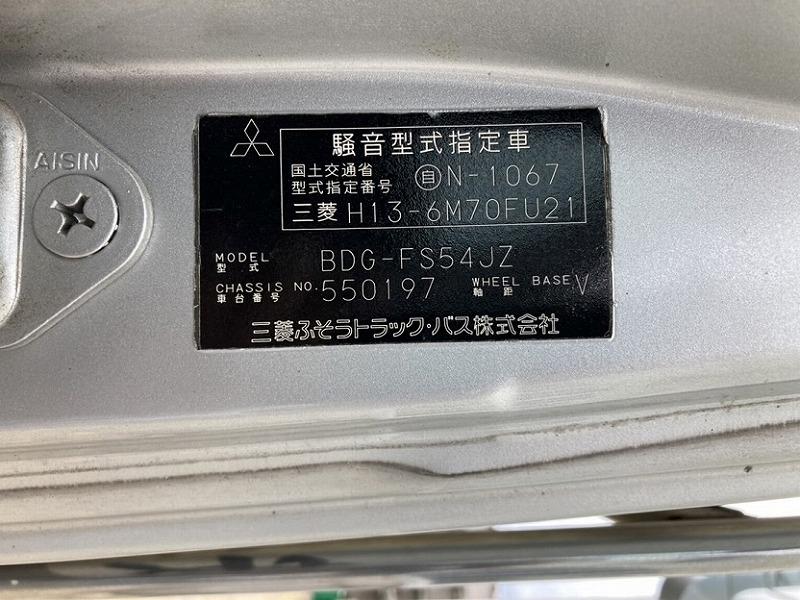 AISIN
騒音型式指定車
国土交通省
型式指定番号 自N-1067
三菱 H13-6M70FU21
MODEL
型式 BDG-FS54JZ
CHASSIS NO. 550197 WHEEL BASE V
車台番号 軸距
三菱ふそうトラック・バス株式会社